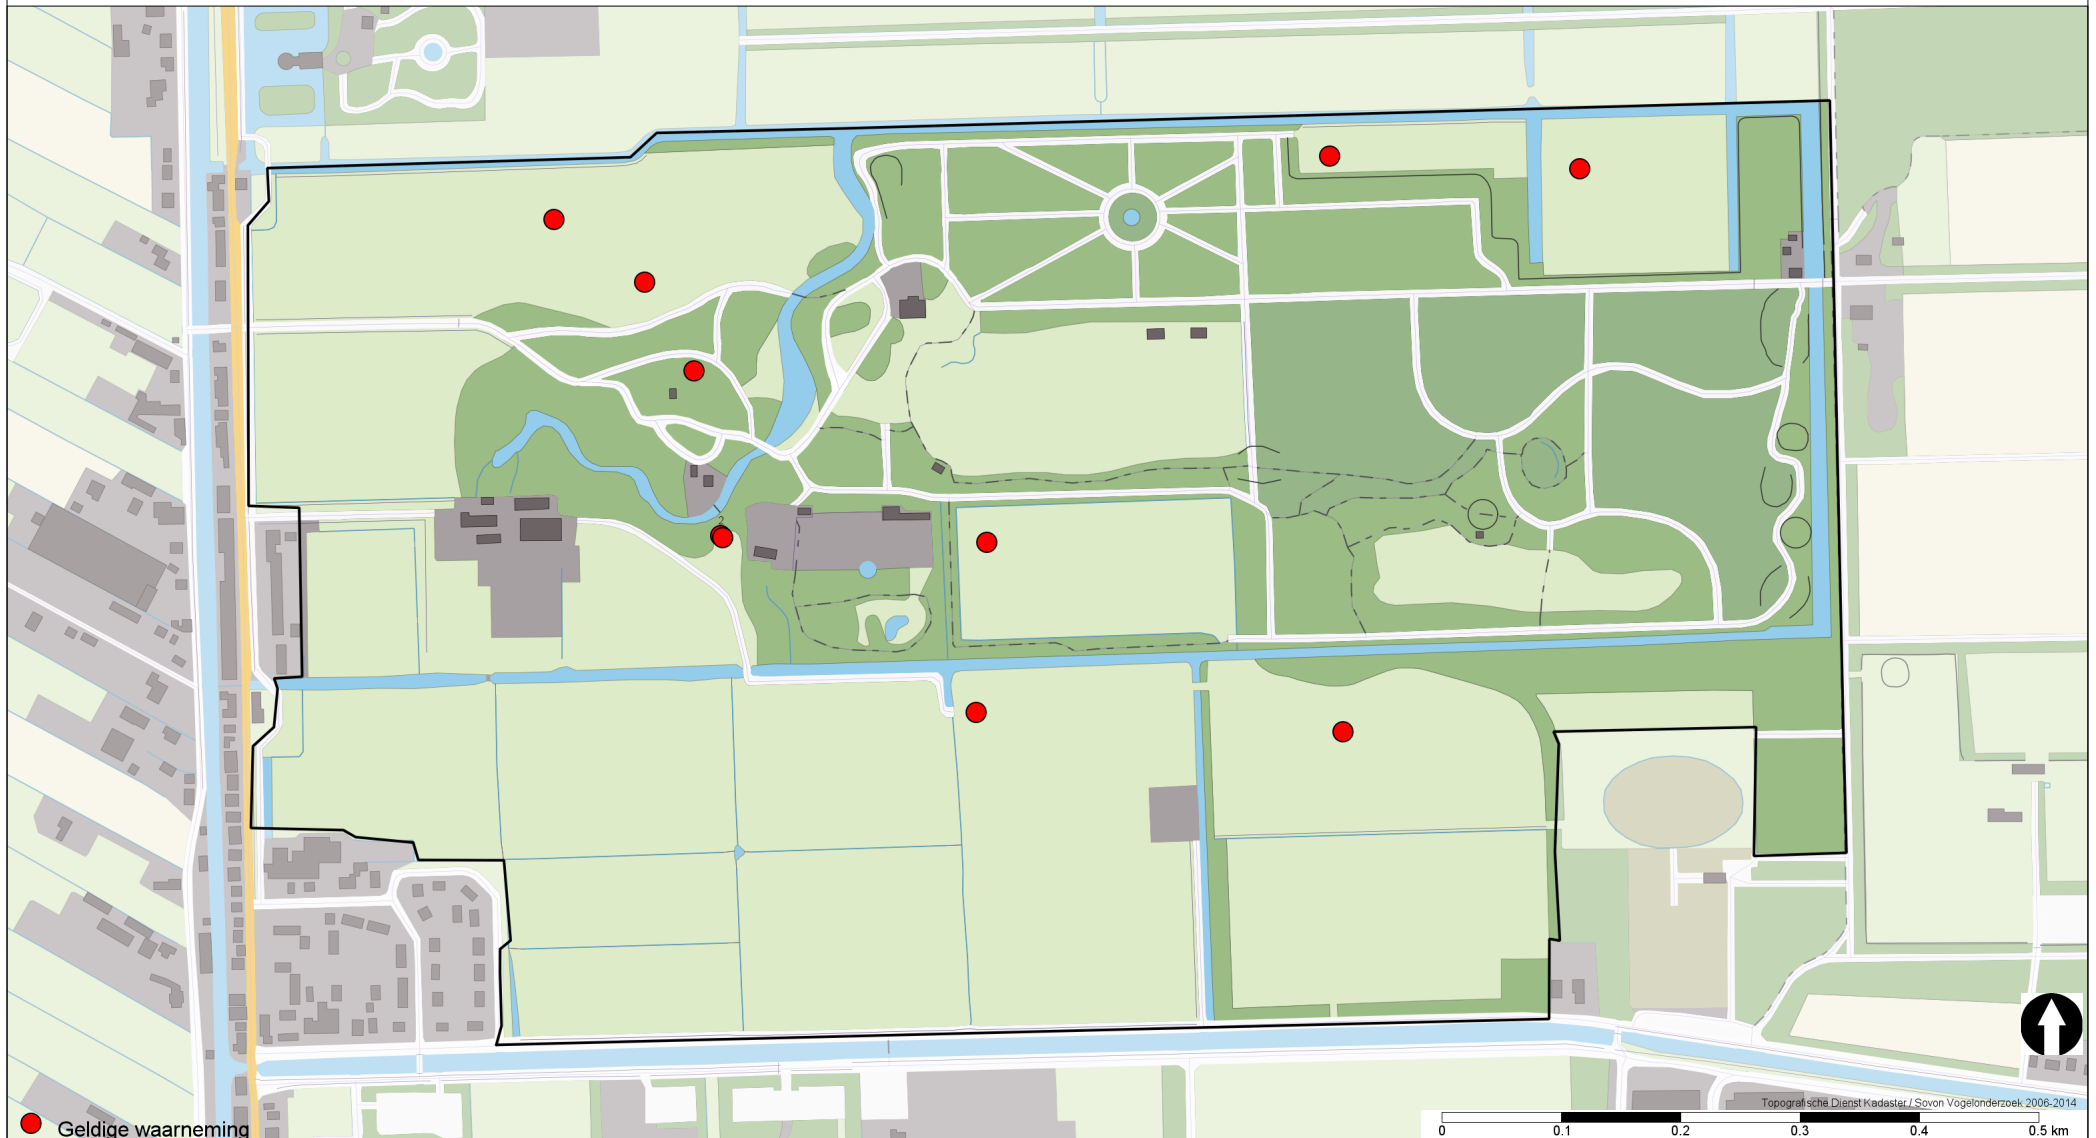 2
Topografische Dienst Kadaster / Sovon Vogelonderzoek 2006-2014
Geldige waarneming
0 0.1 0.2 0.3 0.4 0.5 km